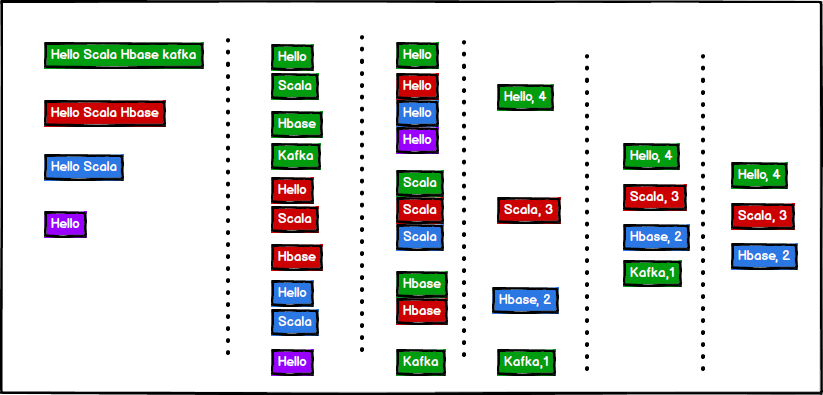 Hello Scala Hbase kafka
Hello Scala Hbase
Hello Scala
Hello
Hello
Scala
Hbase
Kafka
Hello
Scala
Hbase
Hello
Scala
Hello
Hello
Hello
Hello
Hello
Scala
Scala
Scala
Hbase
Hbase
Kafka
Hello, 4
Scala, 3
Hbase, 2
Kafka,1
Hello, 4
Scala, 3
Hbase, 2
Kafka,1
Hello, 4
Scala, 3
Hbase, 2